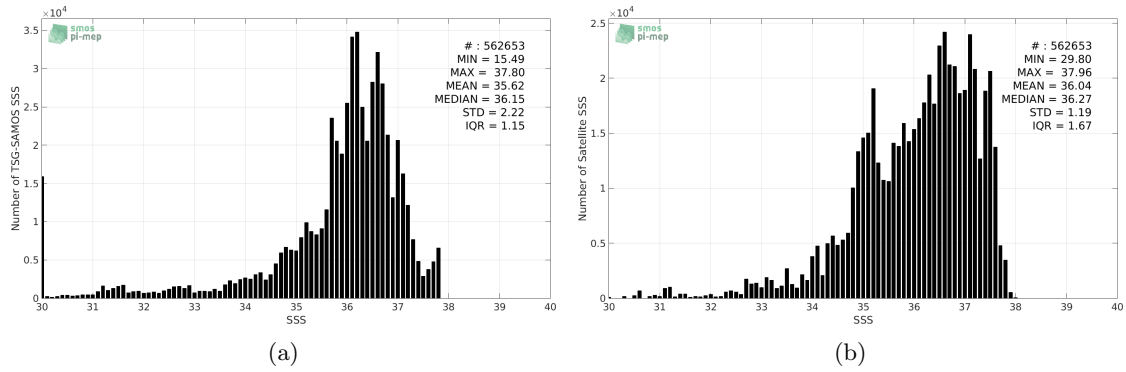 ×10⁴
smos
pi-mep
# : 562653
MIN = 15.49
MAX = 37.80
MEAN = 35.62
MEDIAN = 36.15
STD = 2.22
IQR = 1.15
Number of TSG-SAMOS SSS
3.5
3
2.5
2
1.5
1
0.5
0
30 31 32 33 34 35 36 37 38 39 40
SSS
(a)
×10⁴
smos
pi-mep
# : 562653
MIN = 29.80
MAX = 37.96
MEAN = 36.04
MEDIAN = 36.27
STD = 1.19
IQR = 1.67
Number of Satellite SSS
2.5
2
1.5
1
0.5
0
30 31 32 33 34 35 36 37 38 39 40
SSS
(b)